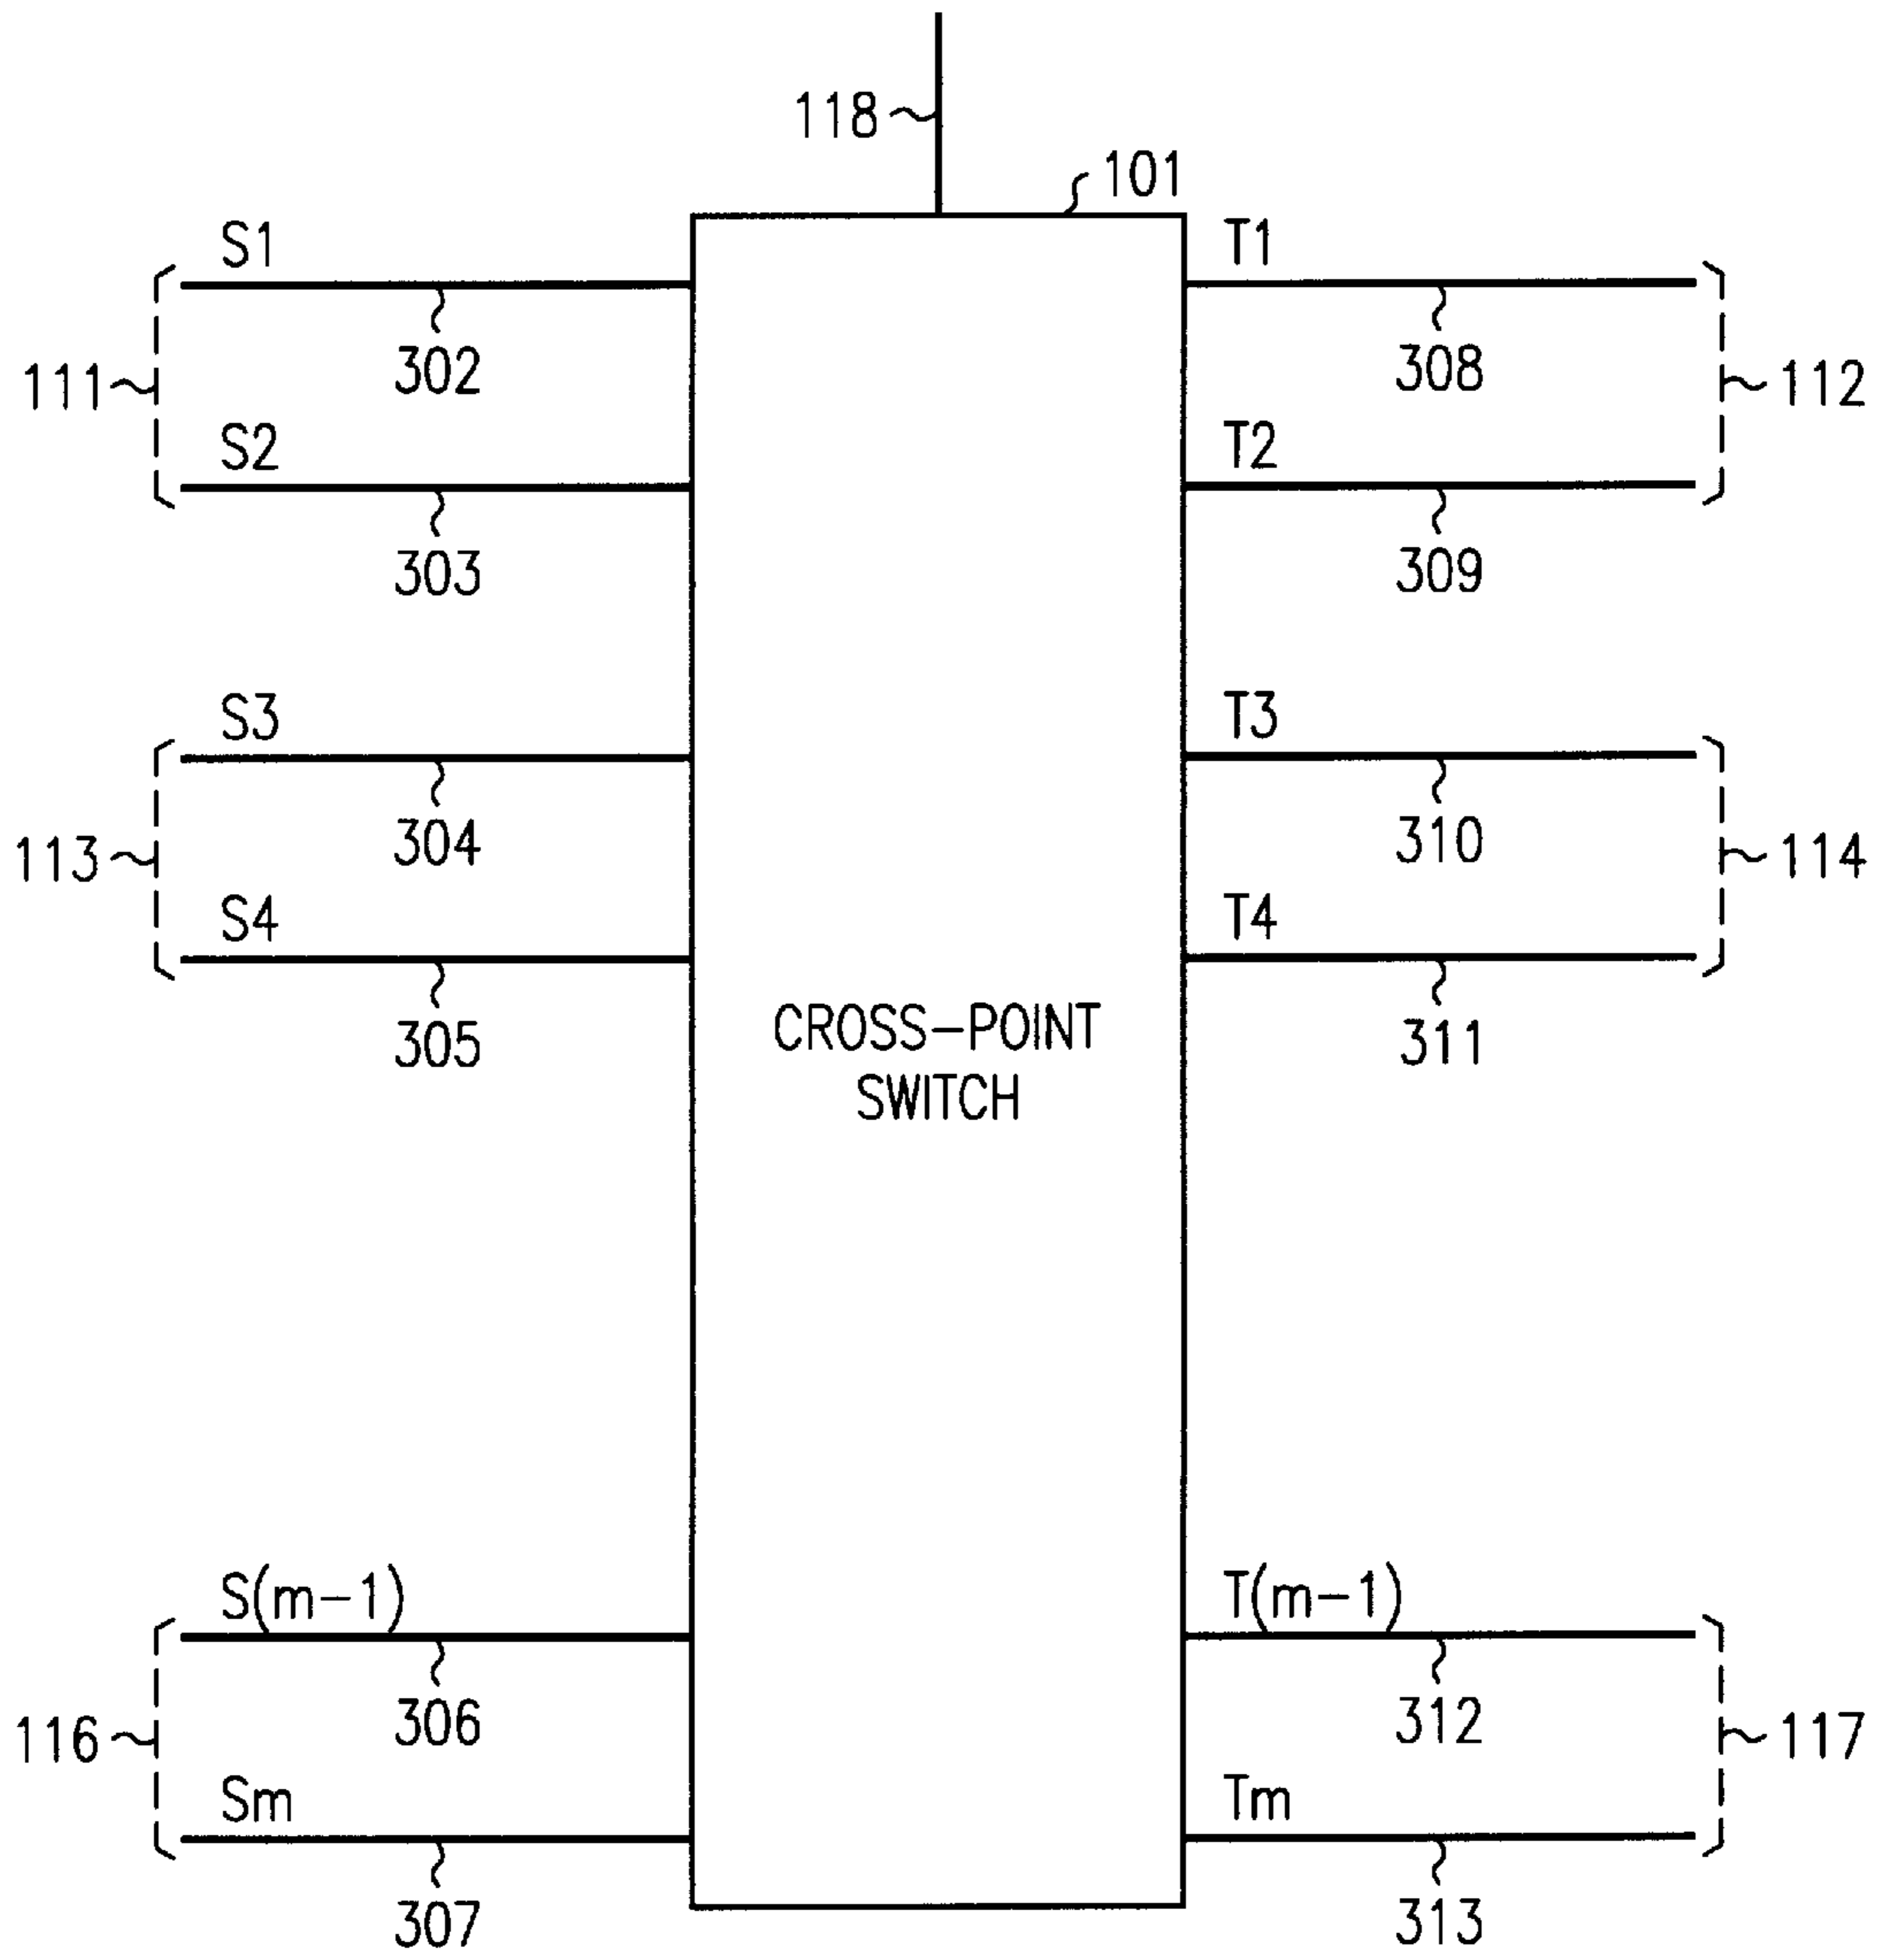 118
101
S1
T1
302
308
111
112
S2
T2
303
309
S3
T3
304
310
113
114
S4
T4
305
311
CROSS-POINT
SWITCH
S(m-1)
T(m-1)
306
312
116
117
Sm
Tm
307
313